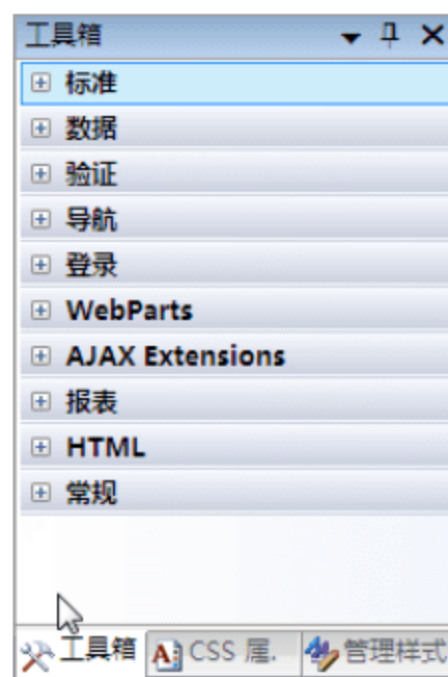 工具箱
标准
数据
验证
导航
登录
WebParts
AJAX Extensions
报表
HTML
常规
工具箱 CSS 属. 管理样式